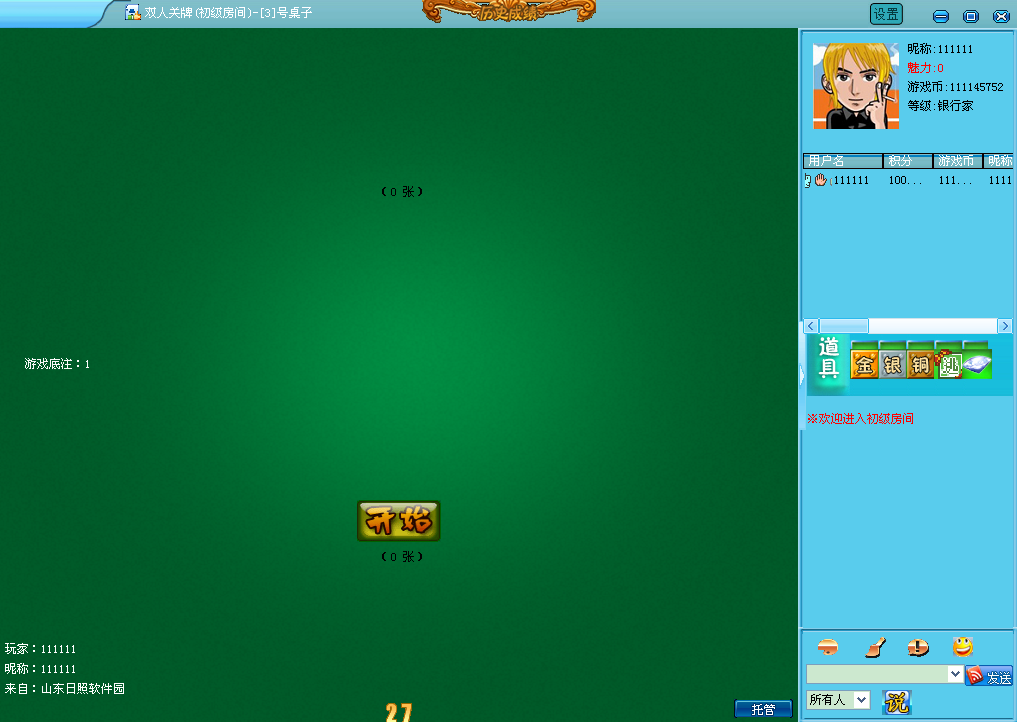 双人关牌(初级房间)-[3]号桌子
历史成绩
设置
昵称:111111
魅力:0
游戏币:111145752
等级:银行家
用户名 积分 游戏币 昵称
111111 100... 111... 1111
(0 张)
游戏底注:1
道具
金 银 铜
※欢迎进入初级房间
开始
(0 张)
玩家:111111
昵称:111111
来自:山东日照软件园
27
托管
发送
所有人
说